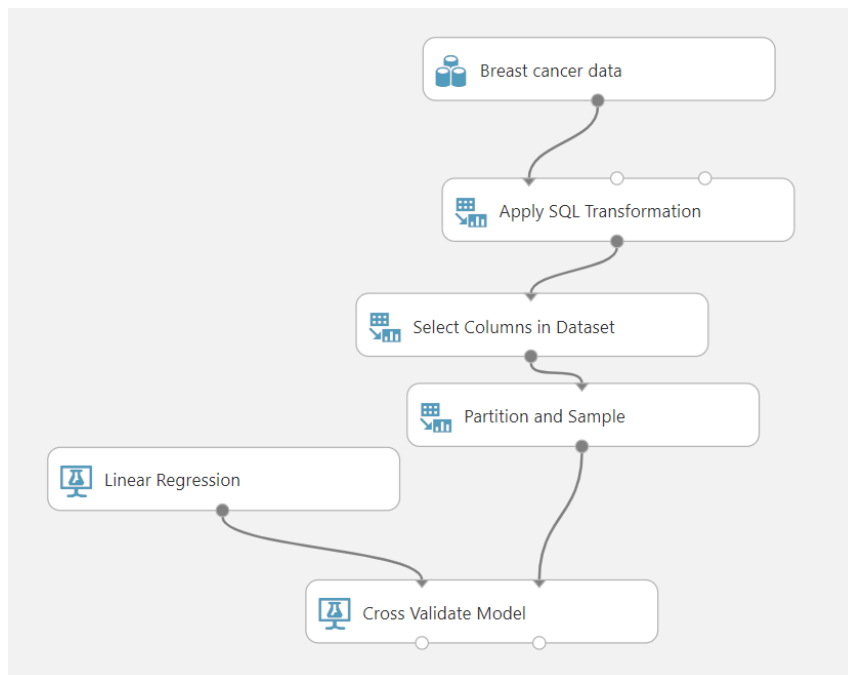 Breast cancer data
Apply SQL Transformation
Select Columns in Dataset
Partition and Sample
Linear Regression
Cross Validate Model